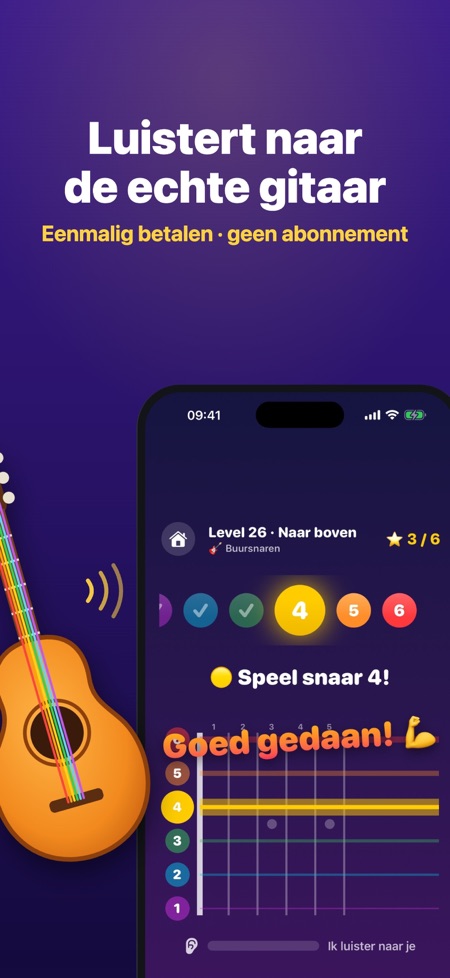 Luistert naar
de echte gitaar
Eenmalig betalen · geen abonnement
09:41
Level 26 · Naar boven
🎸 Buursnaren
⭐ 3 / 6
4 5 6
🟡 Speel snaar 4!
1 2 3 4 5
Goed gedaan! 💪
5
4
3
2
1
Ik luister naar je